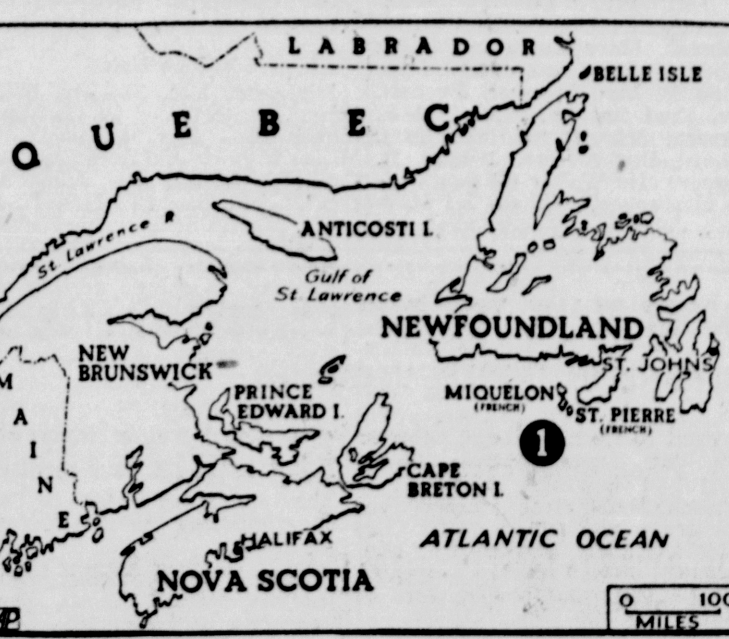 LABRADOR
BELLE ISLE
QUEBEC
ANTICOSTI I.
St. Lawrence R
Gulf of
St. Lawrence
NEWFOUNDLAND
ST. JOHNS
NEW
BRUNSWICK
MAINE
PRINCE
EDWARD I.
MIQUELON
(FRENCH)
ST. PIERRE
(FRENCH)
1
CAPE
BRETON I.
HALIFAX
ATLANTIC OCEAN
NOVA SCOTIA
0 100
MILES
AP